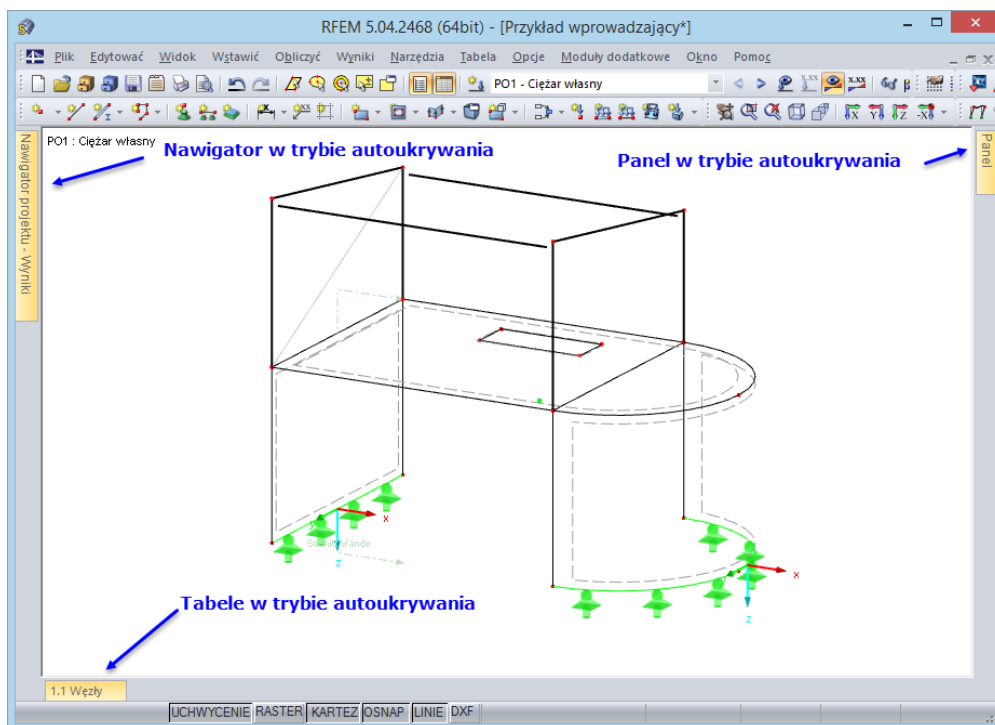 RFEM 5.04.2468 (64bit) - [Przykład wprowadzający*]
Plik Edytować Widok Wstawić Obliczyć Wyniki Narzędzia Tabela Opcje Moduły dodatkowe Okno Pomoc
PO1 - Ciężar własny
x.xx
PO1 : Ciężar własny
Nawigator w trybie autoukrywania
Panel w trybie autoukrywania
Nawigator projektu - Wyniki
Panel
x
z
x
z
Tabele w trybie autoukrywania
1.1 Węzły
UCHWYCENIE RASTER KARTEZ OSNAP LINIE DXF